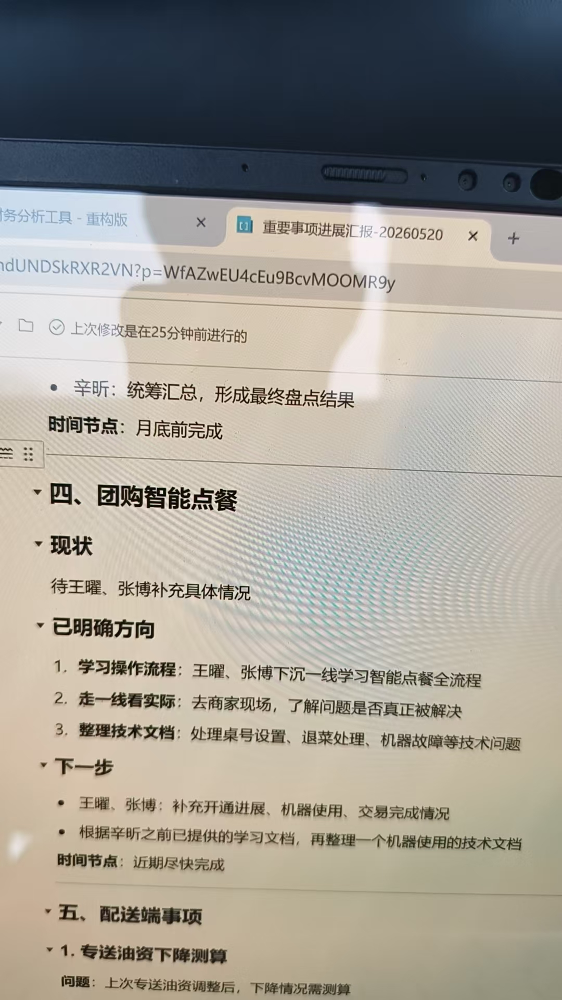 务分析工具 - 重构版
重要事项进展汇报-20260520
ndUNDSkRXR2VN?p=WfAZwEU4cEu9BcvMOOMR9y
上次修改是在25分钟前进行的
• 辛昕：统筹汇总，形成最终盘点结果
时间节点：月底前完成
四、团购智能点餐
现状
待王曜、张博补充具体情况
已明确方向
1. 学习操作流程：王曜、张博下沉一线学习智能点餐全流程
2. 走一线看实际：去商家现场，了解问题是否真正被解决
3. 整理技术文档：处理桌号设置、退菜处理、机器故障等技术问题
下一步
• 王曜、张博：补充开通进展、机器使用、交易完成情况
• 根据辛昕之前已提供的学习文档，再整理一个机器使用的技术文档
时间节点：近期尽快完成
五、配送端事项
1. 专送油资下降测算
问题：上次专送油资调整后，下降情况需测算